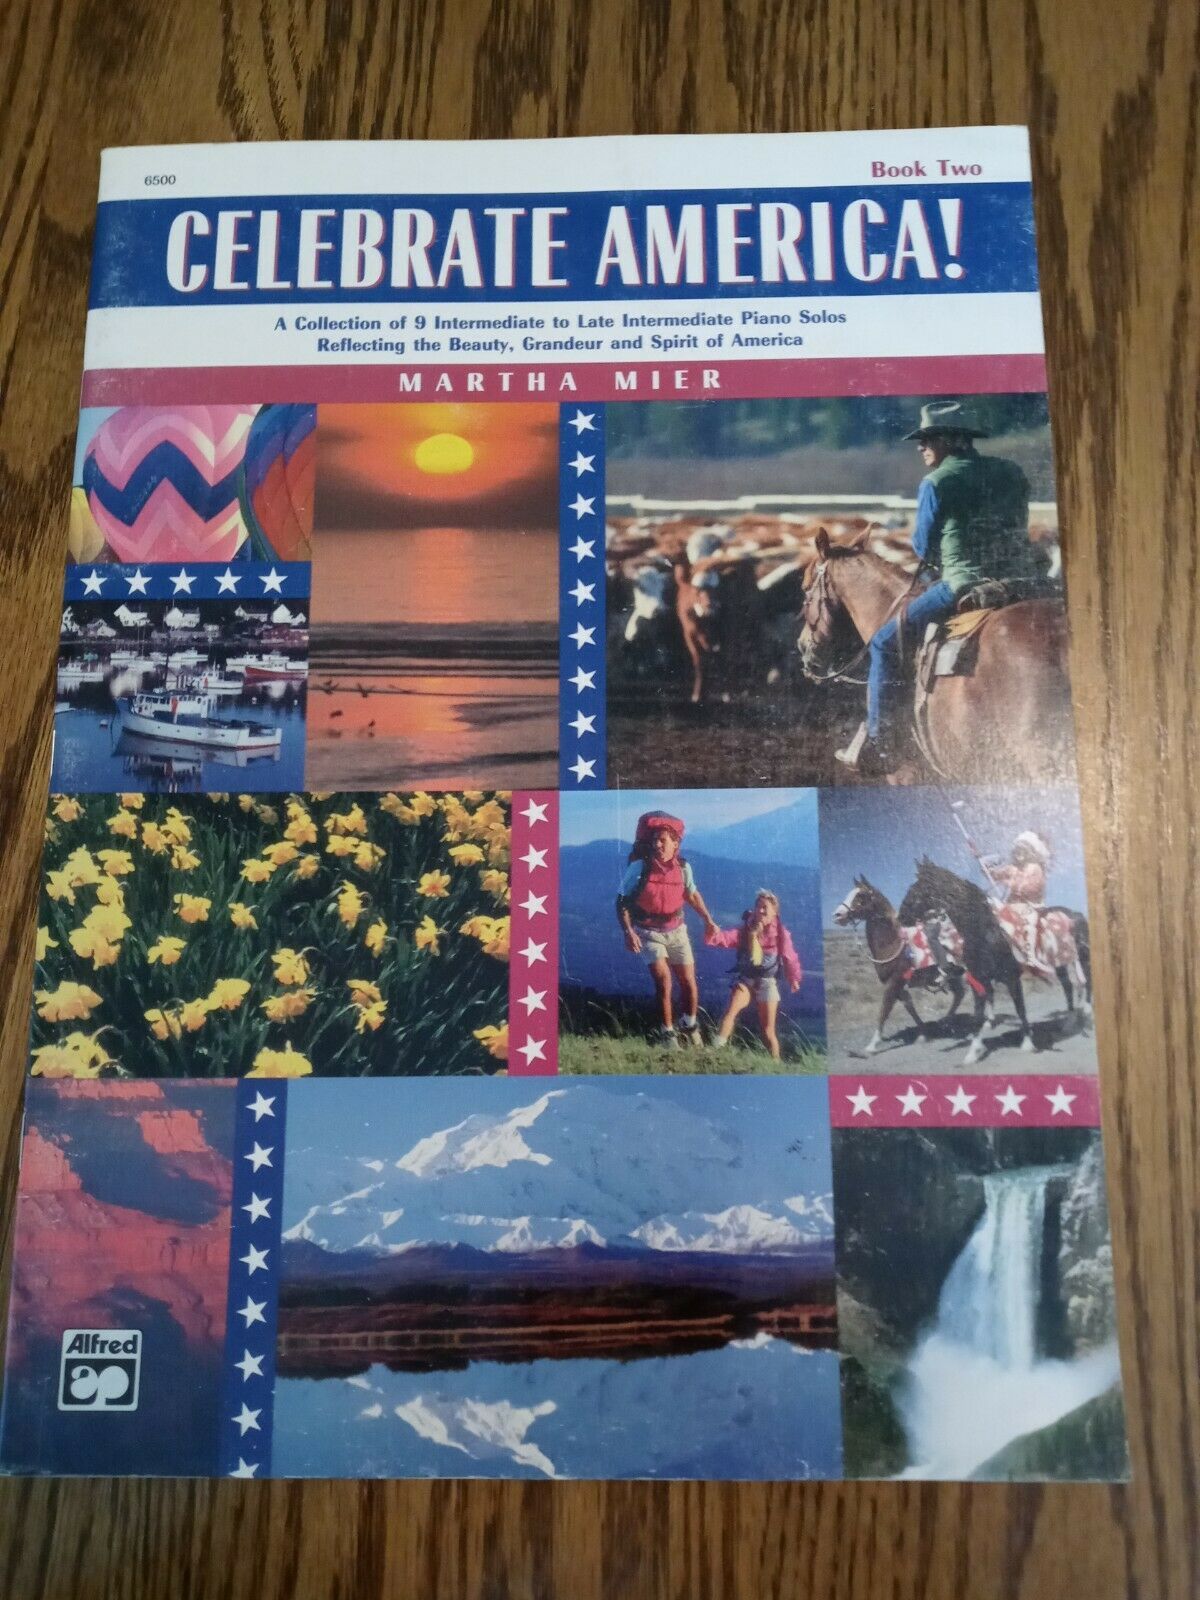 6500
Book Two
CELEBRATE AMERICA!
A Collection of 9 Intermediate to Late Intermediate Piano Solos
Reflecting the Beauty, Grandeur and Spirit of America
MARTHA MIER
Alfred
ap